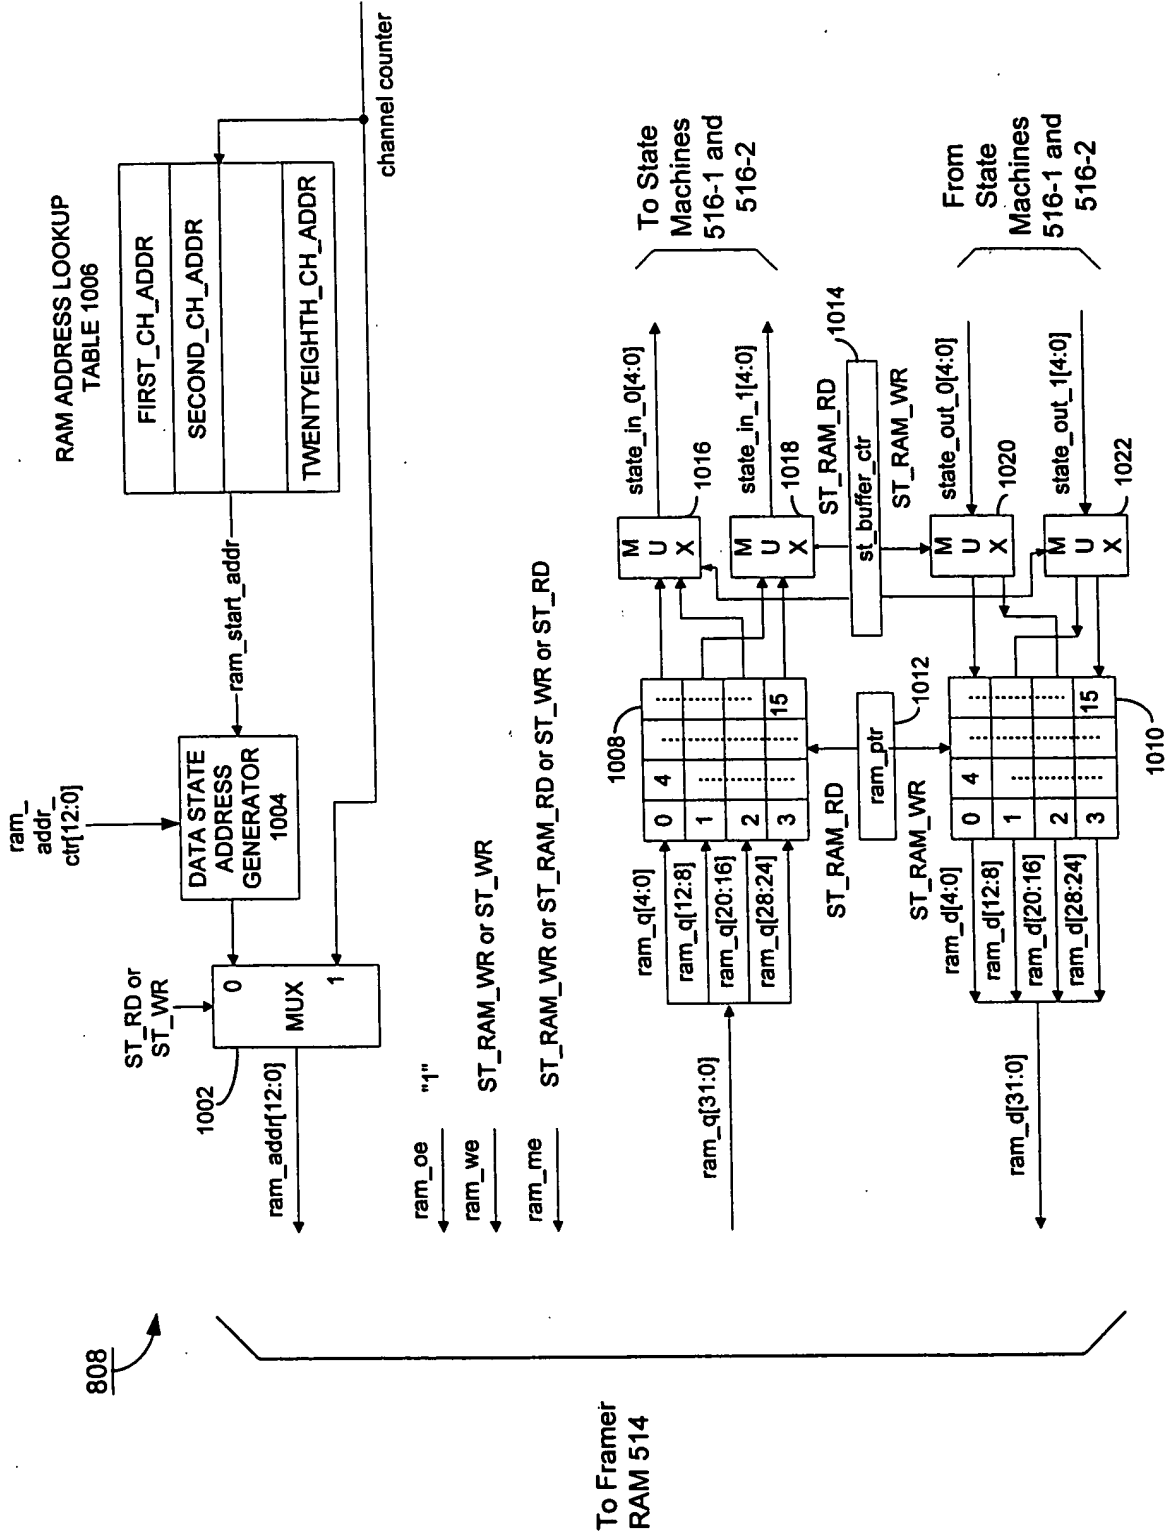 808
To Framer
RAM 514
RAM ADDRESS LOOKUP
TABLE 1006
FIRST_CH_ADDR
SECOND_CH_ADDR
TWENTYEIGHTH_CH_ADDR
channel counter
ram_start_addr
ram_
addr_
ctr[12:0]
DATA STATE
ADDRESS
GENERATOR
1004
ST_RD or
ST_WR
0
MUX
1
1002
ram_addr[12:0]
ram_oe
"1"
ram_we
ST_RAM_WR or ST_WR
ram_me
ST_RAM_WR or ST_RAM_RD or ST_WR or ST_RD
ram_q[31:0]
ram_q[4:0]
ram_q[12:8]
ram_q[20:16]
ram_q[28:24]
1008
0
4
1
2
3
15
M
U
X
1016
state_in_0[4:0]
M
U
X
1018
state_in_1[4:0]
To State
Machines
516-1 and
516-2
ST_RAM_RD
ram_ptr
1012
ST_RAM_WR
ST_RAM_RD
st_buffer_ctr
1014
ST_RAM_WR
ram_d[31:0]
ram_d[4:0]
ram_d[12:8]
ram_d[20:16]
ram_d[28:24]
0
4
1
2
3
15
1010
M
U
X
1020
state_out_0[4:0]
M
U
X
1022
state_out_1[4:0]
From
State
Machines
516-1 and
516-2